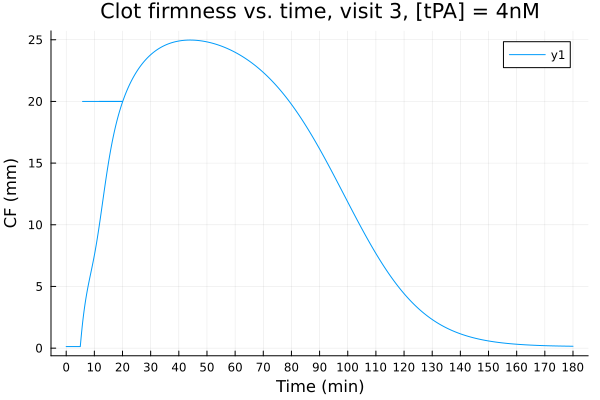 Clot firmness vs. time, visit 3, [tPA] = 4nM
y1
CF (mm)
25
20
15
10
5
0
0 10 20 30 40 50 60 70 80 90 100 110 120 130 140 150 160 170 180
Time (min)